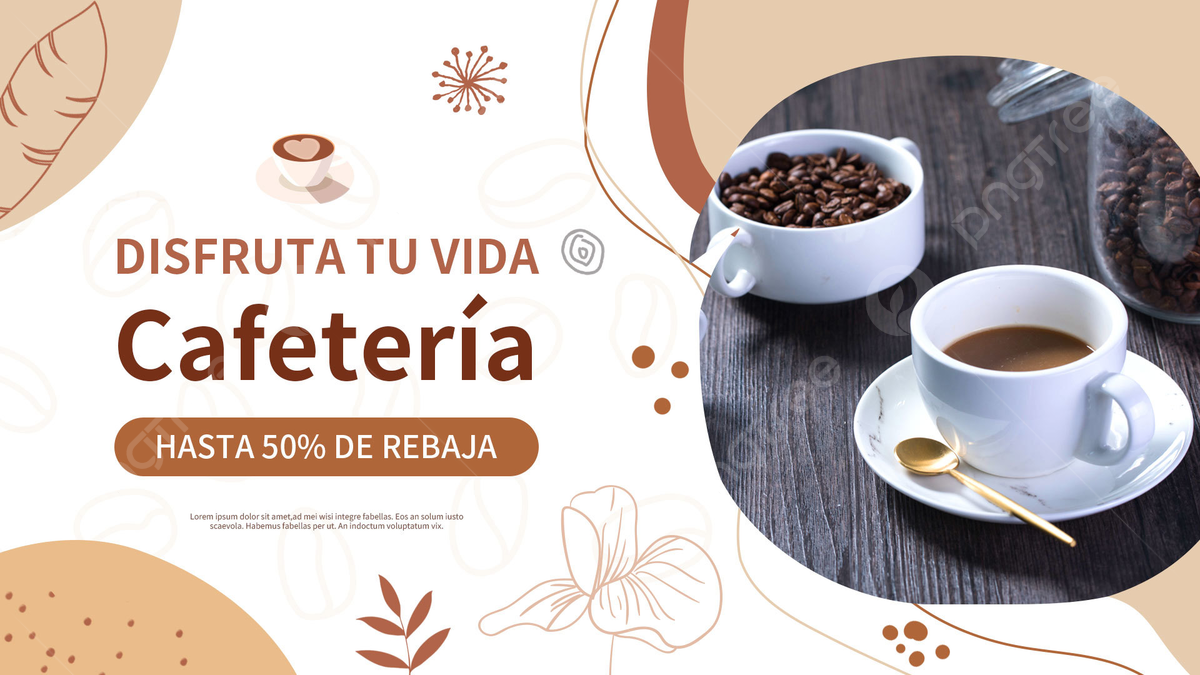 DISFRUTA TU VIDA
Cafetería
HASTA 50% DE REBAJA
Lorem ipsum dolor sit amet,ad mei wisi integre fabellas. Eos an solum iusto
scaevola. Habemus fabellas per ut. An indoctum voluptatum vix.
pngtree